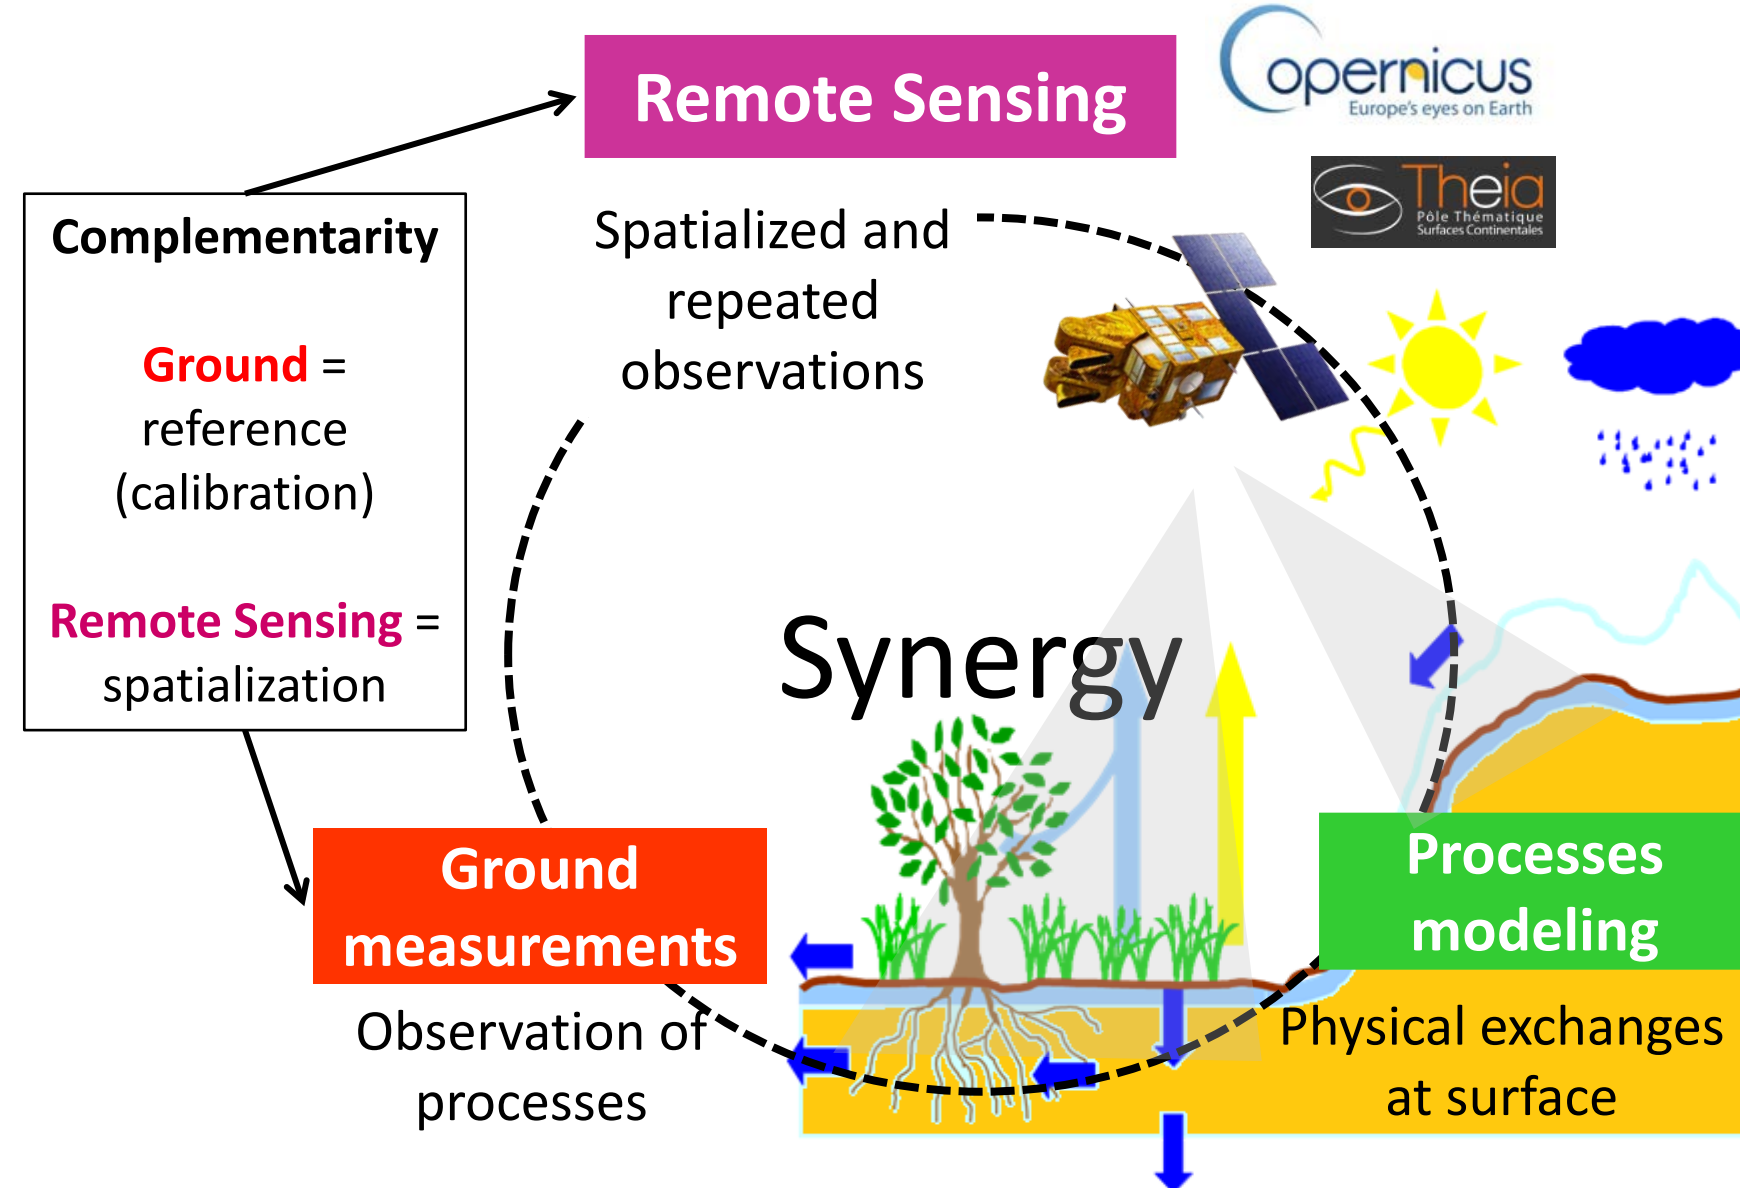 Remote Sensing
opernicus
Europe's eyes on Earth
Theia
Pôle Thématique
Surfaces Continentales
Complementarity
Ground =
reference
(calibration)
Remote Sensing =
spatialization
Spatialized and
repeated
observations
Synergy
Ground
measurements
Observation of
processes
Processes
modeling
Physical exchanges
at surface